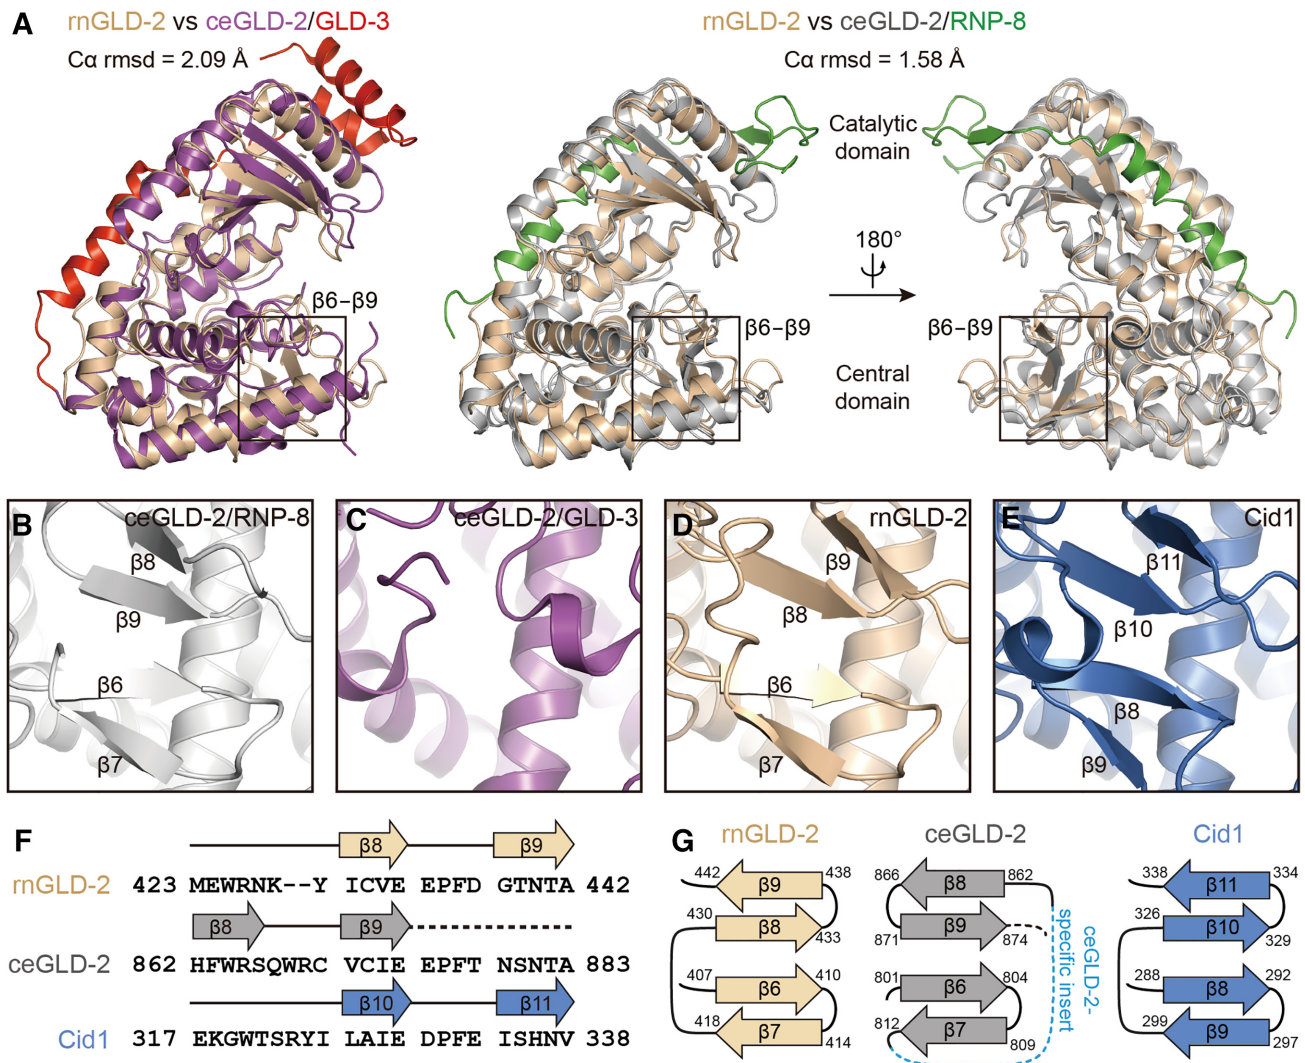 A
rnGLD-2 vs ceGLD-2/GLD-3
Cα rmsd = 2.09 Å
rnGLD-2 vs ceGLD-2/RNP-8
Cα rmsd = 1.58 Å
Catalytic
domain
180°
β6–β9
β6–β9
β6–β9
Central
domain
B
ceGLD-2/RNP-8
β8
β9
β6
β7
C
ceGLD-2/GLD-3
D
rnGLD-2
β9
β8
β6
β7
E
Cid1
β11
β10
β8
β9
F
β8 β9
rnGLD-2 423 MEWRNK--Y ICVE EPFD GTNTA 442
β8 β9
ceGLD-2 862 HFWRSQWRC VCIE EPFT NSNTA 883
β10 β11
Cid1 317 EKGWTSRYI LAIE DPFE ISHNV 338
G
rnGLD-2
442 β9 438
430 β8 433
407 β6 410
418 β7 414
ceGLD-2
866 β8 862
871 β9 874
801 β6 804
812 β7 809
ceGLD-2-
specific insert
Cid1
338 β11 334
326 β10 329
288 β8 292
299 β9 297